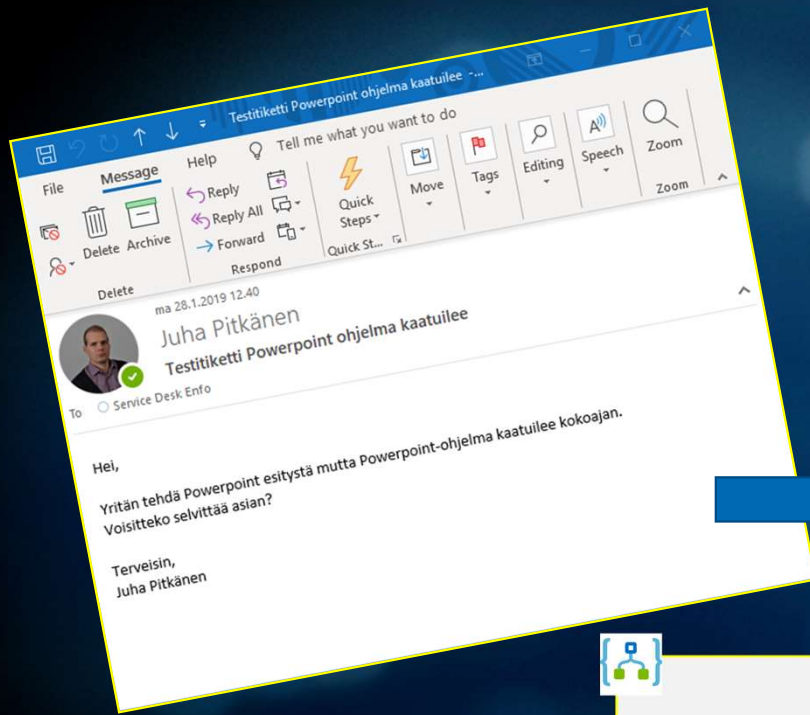 Testitiketti Powerpoint ohjelma kaatuilee -...
File
Message
Help
Tell me what you want to do
Delete
Archive
Reply
Reply All
Forward
Quick
Steps
Move
Tags
Editing
Speech
Zoom
Delete
Respond
Quick St...
Zoom
ma 28.1.2019 12.40
Juha Pitkänen
Testitiketti Powerpoint ohjelma kaatuilee
To Service Desk Enfo
Hei,
Yritän tehdä Powerpoint esitystä mutta Powerpoint-ohjelma kaatuilee kokoajan.
Voisitteko selvittää asian?
Terveisin,
Juha Pitkänen